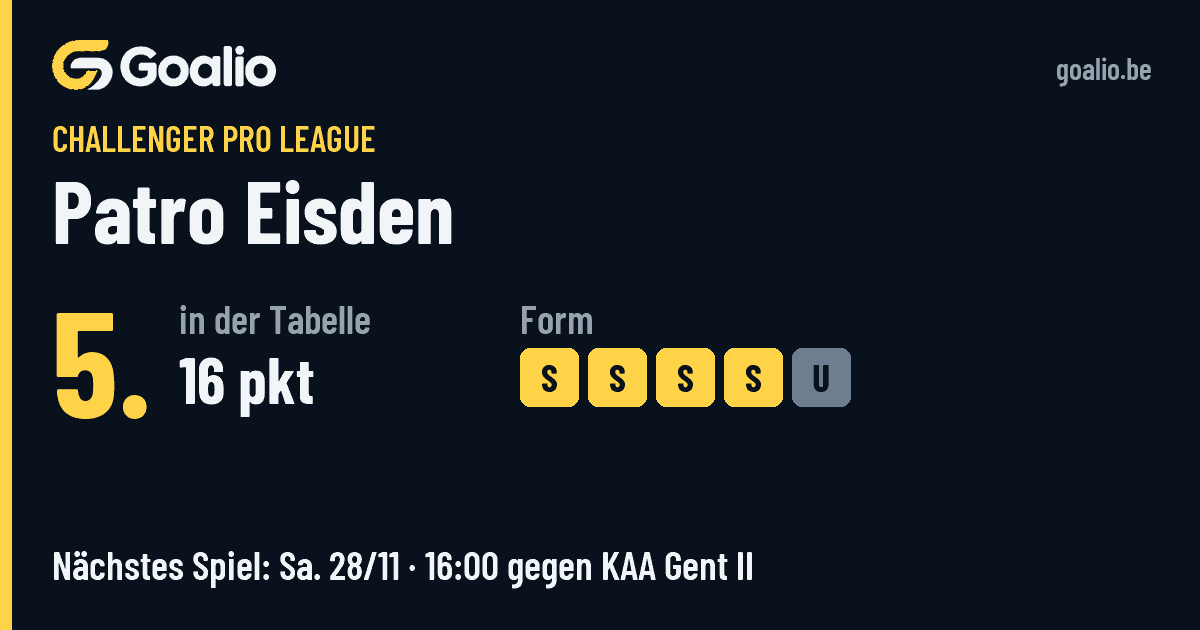 Goalio
goalio.be
CHALLENGER PRO LEAGUE
Patro Eisden
5.
in der Tabelle
16 pkt
Form
S S S S U
Nächstes Spiel: Sa. 28/11 · 16:00 gegen KAA Gent II